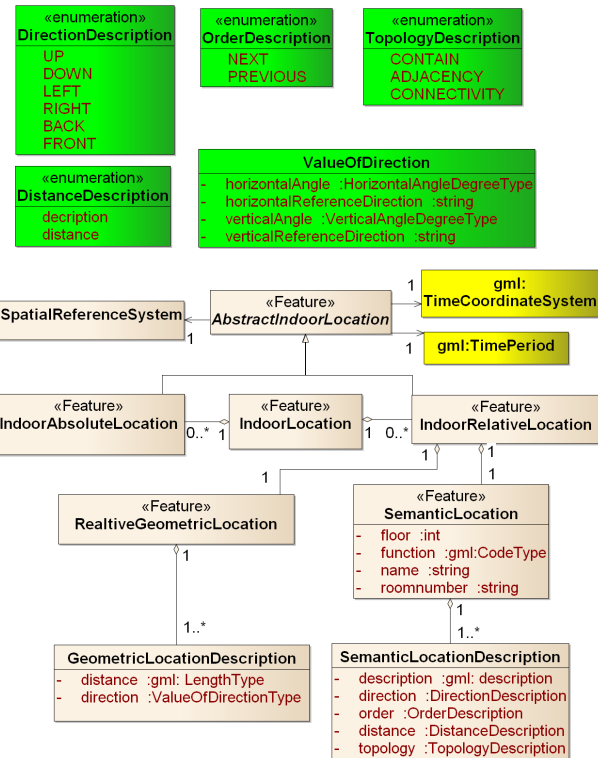 «enumeration»
DirectionDescription
UP
DOWN
LEFT
RIGHT
BACK
FRONT
«enumeration»
OrderDescription
NEXT
PREVIOUS
«enumeration»
TopologyDescription
CONTAIN
ADJACENCY
CONNECTIVITY
«enumeration»
DistanceDescription
decription
distance
ValueOfDirection
- horizontalAngle :HorizontalAngleDegreeType
- horizontalReferenceDirection :string
- verticalAngle :VerticalAngleDegreeType
- verticalReferenceDirection :string
SpatialReferenceSystem
1
«Feature»
AbstractIndoorLocation
1
gml:
TimeCoordinateSystem
1
gml:TimePeriod
«Feature»
IndoorAbsoluteLocation
0..* 1
«Feature»
IndoorLocation
1 0..*
«Feature»
IndoorRelativeLocation
1 1
1 1
«Feature»
RealtiveGeometricLocation
1
1..*
«Feature»
SemanticLocation
- floor :int
- function :gml:CodeType
- name :string
- roomnumber :string
1
1..*
GeometricLocationDescription
- distance :gml: LengthType
- direction :ValueOfDirectionType
SemanticLocationDescription
- description :gml: description
- direction :DirectionDescription
- order :OrderDescription
- distance :DistanceDescription
- topology :TopologyDescription